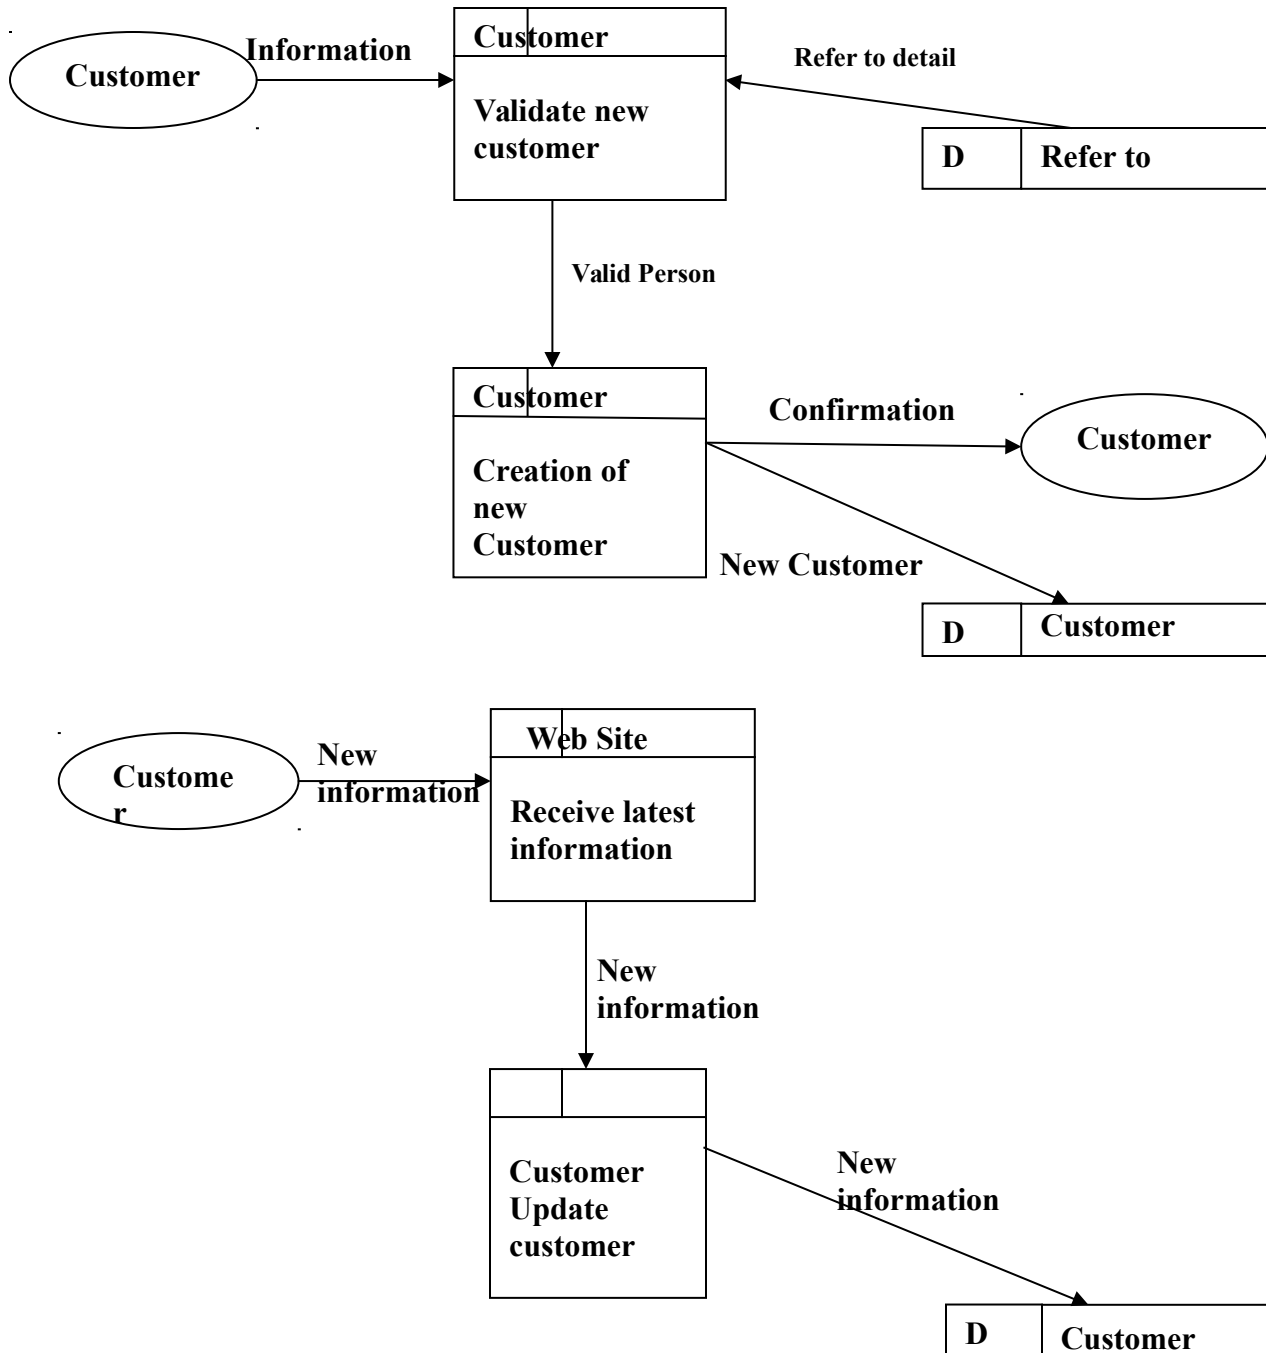 Customer
Information
Customer
Validate new
customer
Refer to detail
D
Refer to
Valid Person
Customer
Creation of
new
Customer
Confirmation
Customer
New Customer
D
Customer
Custome
r
New
information
Web Site
Receive latest
information
New
information
Customer
Update
customer
New
information
D
Customer